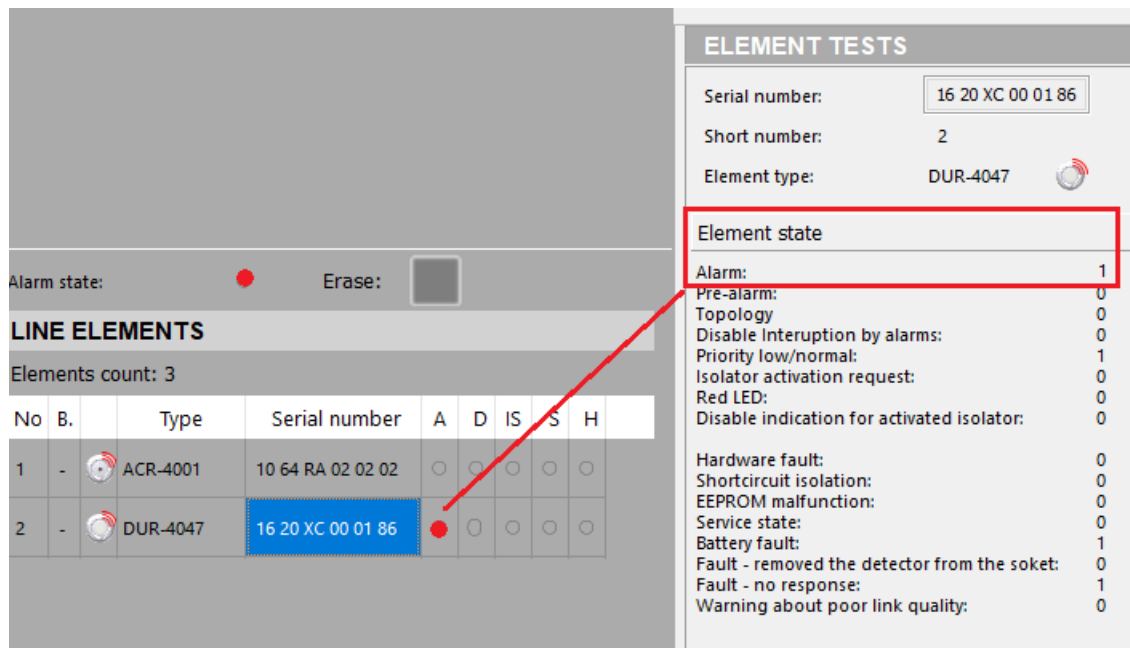 Alarm state:
Erase:
LINE ELEMENTS
Elements count: 3
No B. Type Serial number A D IS S H
1 - ACR-4001 10 64 RA 02 02 02
2 - DUR-4047 16 20 XC 00 01 86
ELEMENT TESTS
Serial number: 16 20 XC 00 01 86
Short number: 2
Element type: DUR-4047
Element state
Alarm: 1
Pre-alarm: 0
Topology 0
Disable Interuption by alarms: 0
Priority low/normal: 1
Isolator activation request: 0
Red LED: 0
Disable indication for activated isolator: 0
Hardware fault: 0
Shortcircuit isolation: 0
EEPROM malfunction: 0
Service state: 0
Battery fault: 1
Fault - removed the detector from the soket: 0
Fault - no response: 1
Warning about poor link quality: 0